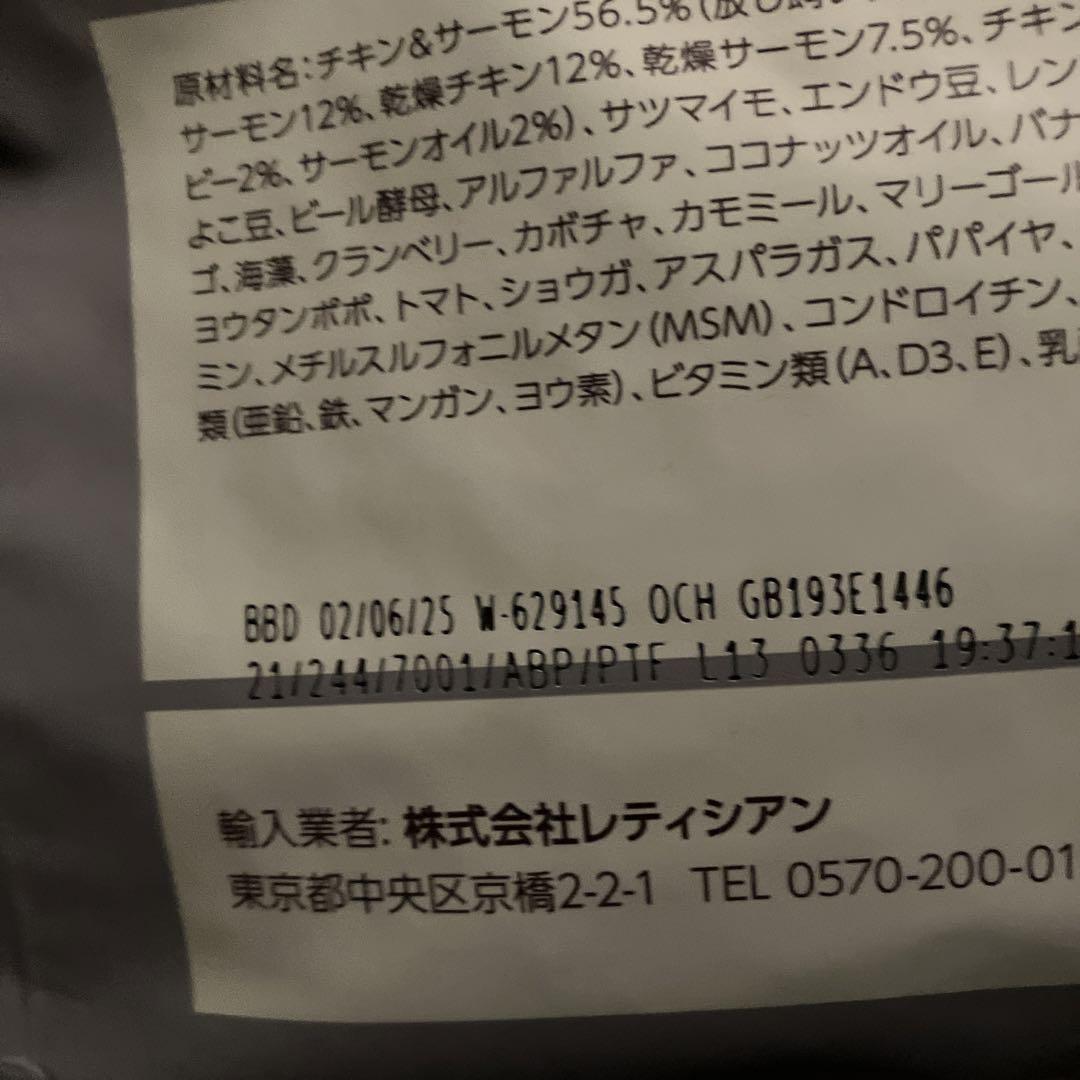 原材料名:チキン&サーモン56.5%(放し飼い
サーモン12%、乾燥チキン12%、乾燥サーモン7.5%、チキン
ビー2%、サーモンオイル2%)、サツマイモ、エンドウ豆、レン
よこ豆、ビール酵母、アルファルファ、ココナッツオイル、バナ
ゴ、海藻、クランベリー、カボチャ、カモミール、マリーゴール
ヨウタンポポ、トマト、ショウガ、アスパラガス、パパイヤ、
ミン、メチルスルフォニルメタン(MSM)、コンドロイチン、
類(亜鉛、鉄、マンガン、ヨウ素)、ビタミン類(A、D3、E)、乳
BBD 02/06/25 W-629145 OCH GB193E1446
21/244/7001/ABP/PTF L13 0336 19:37:1
輸入業者: 株式会社レティシアン
東京都中央区京橋2-2-1 TEL 0570-200-01